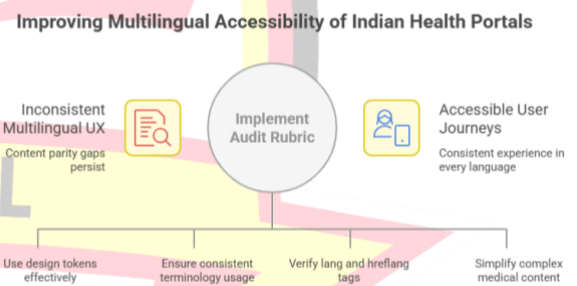 Improving Multilingual Accessibility of Indian Health Portals
Inconsistent
Multilingual UX
Content parity gaps
persist
Implement
Audit Rubric
Accessible User
Journeys
Consistent experience in
every language
Use design tokens
effectively
Ensure consistent
terminology usage
Verify lang and hreflang
tags
Simplify complex
medical content